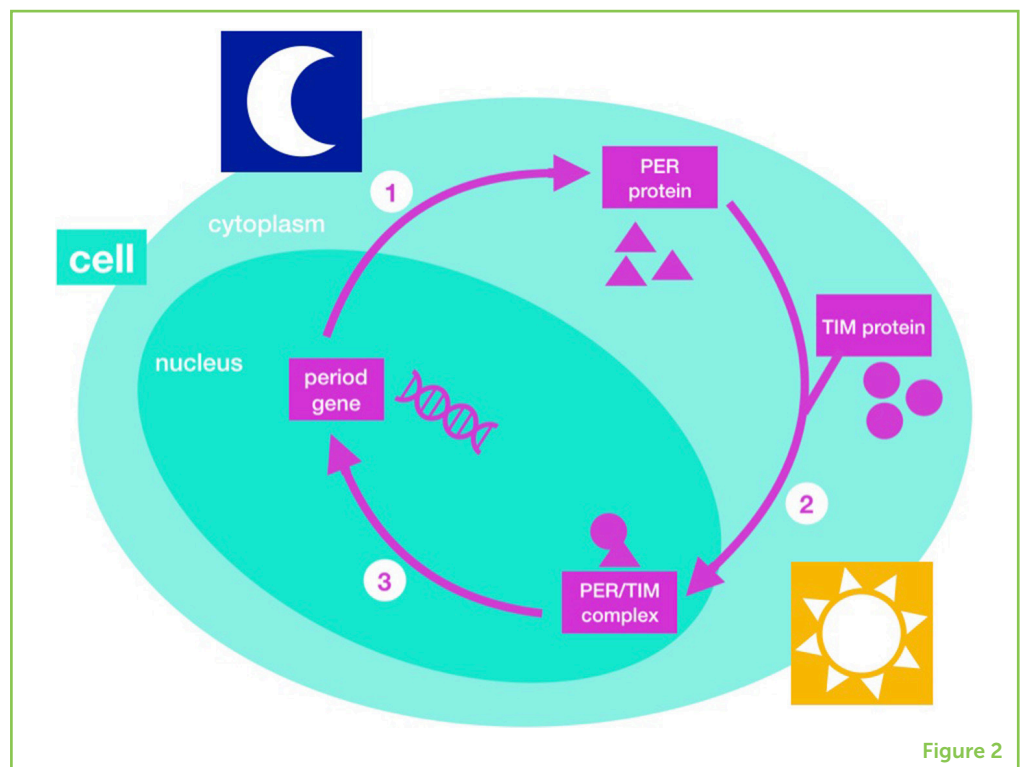 1
PER
protein
cytoplasm
cell
TIM protein
nucleus
period
gene
2
3
PER/TIM
complex
Figure 2